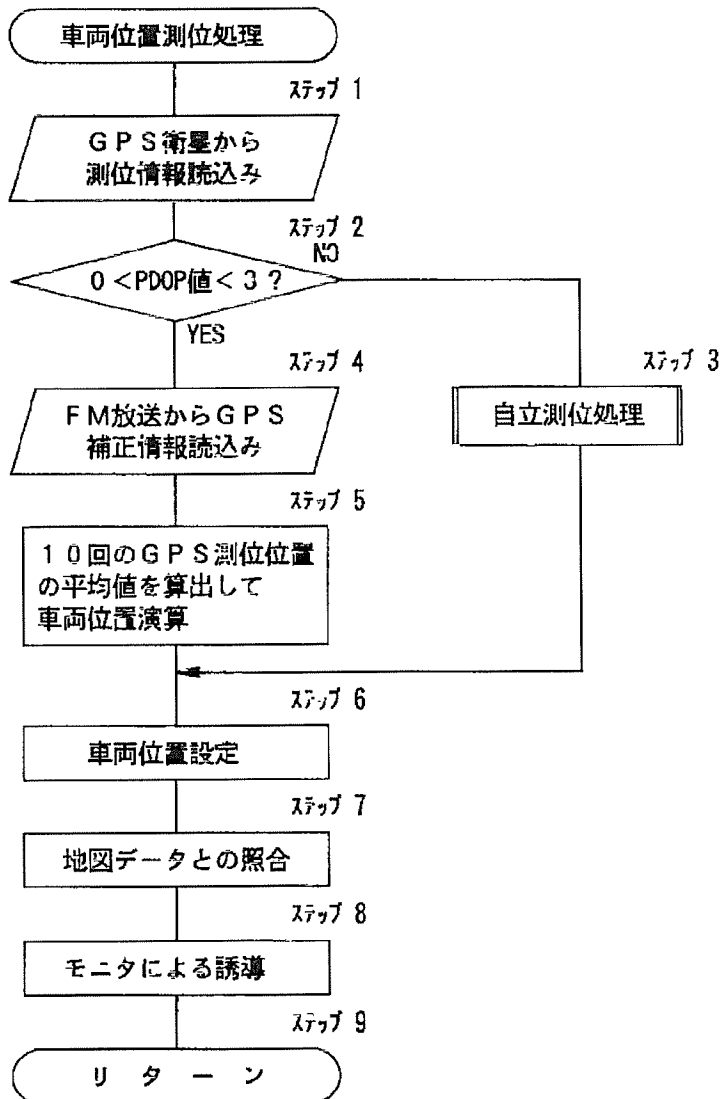 車両位置測位処理
ステップ 1
GPS衛星から
測位情報読込み
ステップ 2
NO
0<PDOP値<3?
YES
ステップ 4
ステップ 3
FM放送からGPS
補正情報読込み
自立測位処理
ステップ 5
10回のGPS測位位置
の平均値を算出して
車両位置演算
ステップ 6
車両位置設定
ステップ 7
地図データとの照合
ステップ 8
モニタによる誘導
ステップ 9
リターン